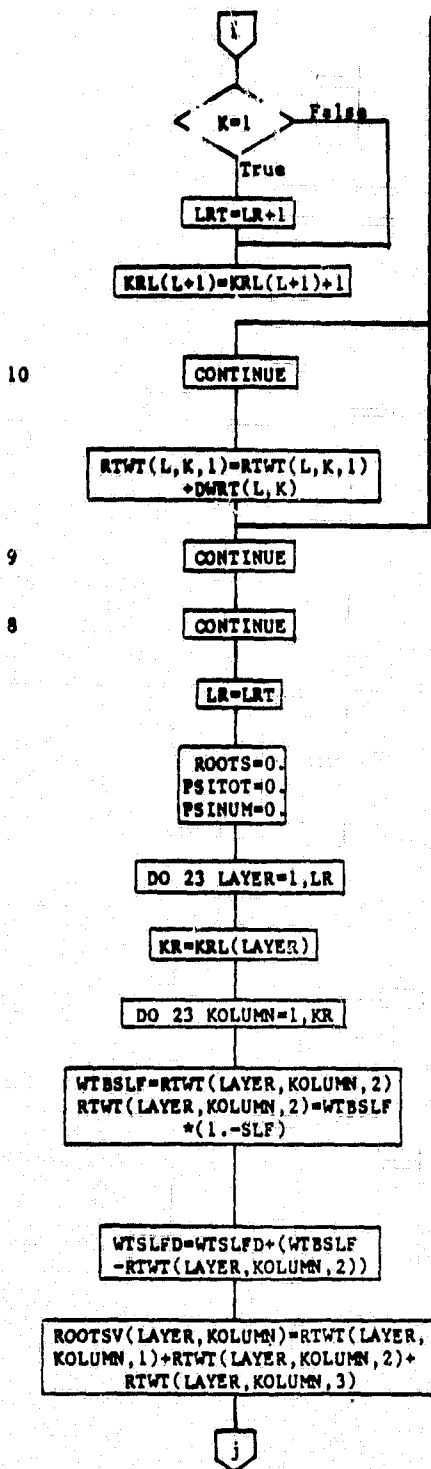 i
K=1
False
True
LRT=LR+1
KRL(L+1)=KRL(L+1)+1
10
CONTINUE
RTWT(L,K,1)=RTWT(L,K,1)
+DWRT(L,K)
9
CONTINUE
8
CONTINUE
LR=LRT
ROOTS=0.
PSITOT=0.
PSINUM=0.
DO 23 LAYER=1,LR
KR=KRL(LAYER)
DO 23 KOLUMN=1,KR
WTBSLF=RTWT(LAYER,KOLUMN,2)
RTWT(LAYER,KOLUMN,2)=WTBSLF
*(1.-SLF)
WTSLFD=WTSLFD+(WTBSLF
-RTWT(LAYER,KOLUMN,2))
ROOTSV(LAYER,KOLUMN)=RTWT(LAYER,
KOLUMN,1)+RTWT(LAYER,KOLUMN,2)+
RTWT(LAYER,KOLUMN,3)
j